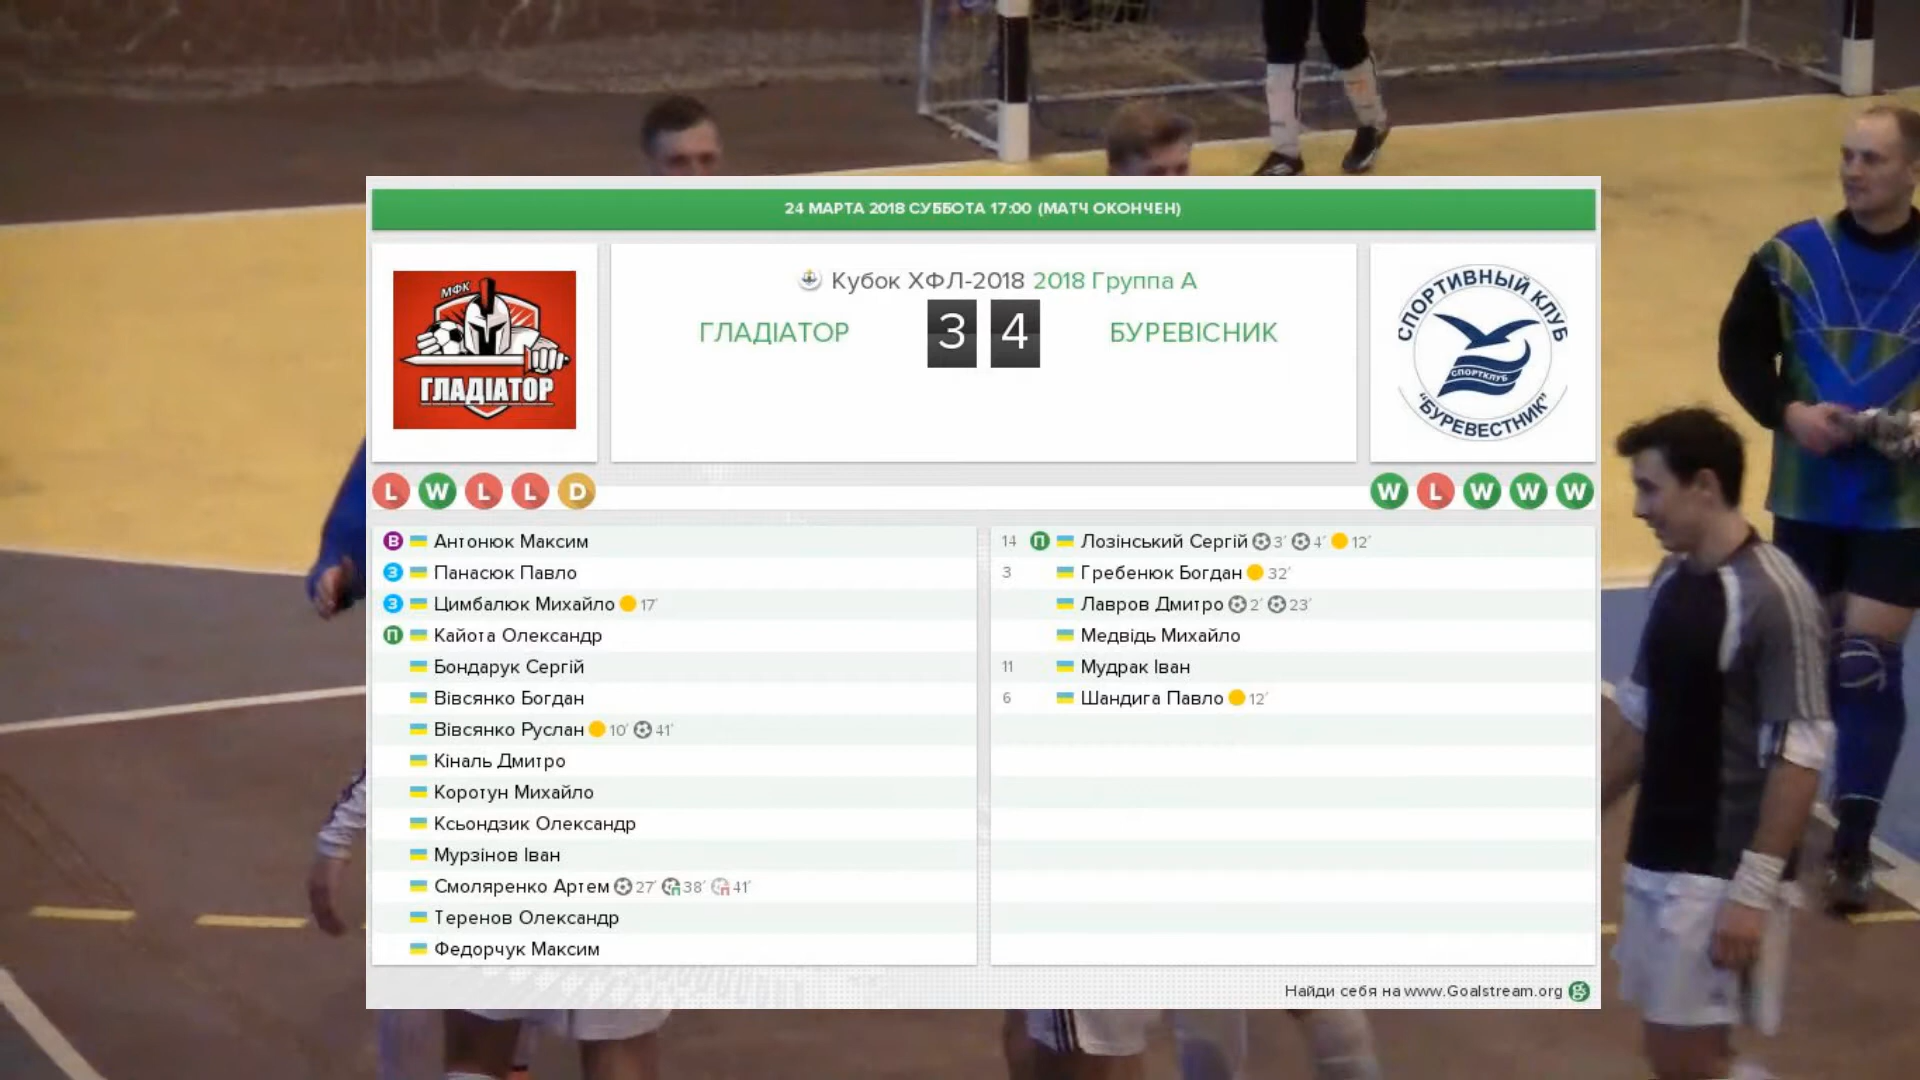 24 МАРТА 2018 СУББОТА 17:00 (МАТЧ ОКОНЧЕН)
МФК
ГЛАДІАТОР
Кубок ХФЛ-2018 2018 Группа А
ГЛАДІАТОР 3 4 БУРЕВІСНИК
СПОРТИВНЫЙ КЛУБ
СПОРТКЛУБ
"БУРЕВЕСТНИК"
L W L L D
W L W W W
В Антонюк Максим
З Панасюк Павло
З Цимбалюк Михайло 17'
П Кайота Олександр
Бондарук Сергій
Вівсянко Богдан
Вівсянко Руслан 10' 41'
Кіналь Дмитро
Коротун Михайло
Ксьондзик Олександр
Мурзінов Іван
Смоляренко Артем 27' 38' 41'
Теренов Олександр
Федорчук Максим
14 П Лозінський Сергій 3' 4' 12'
3 Гребенюк Богдан 32'
Лавров Дмитро 2' 23'
Медвідь Михайло
11 Мудрак Іван
6 Шандига Павло 12'
Найди себя на www.Goalstream.org g